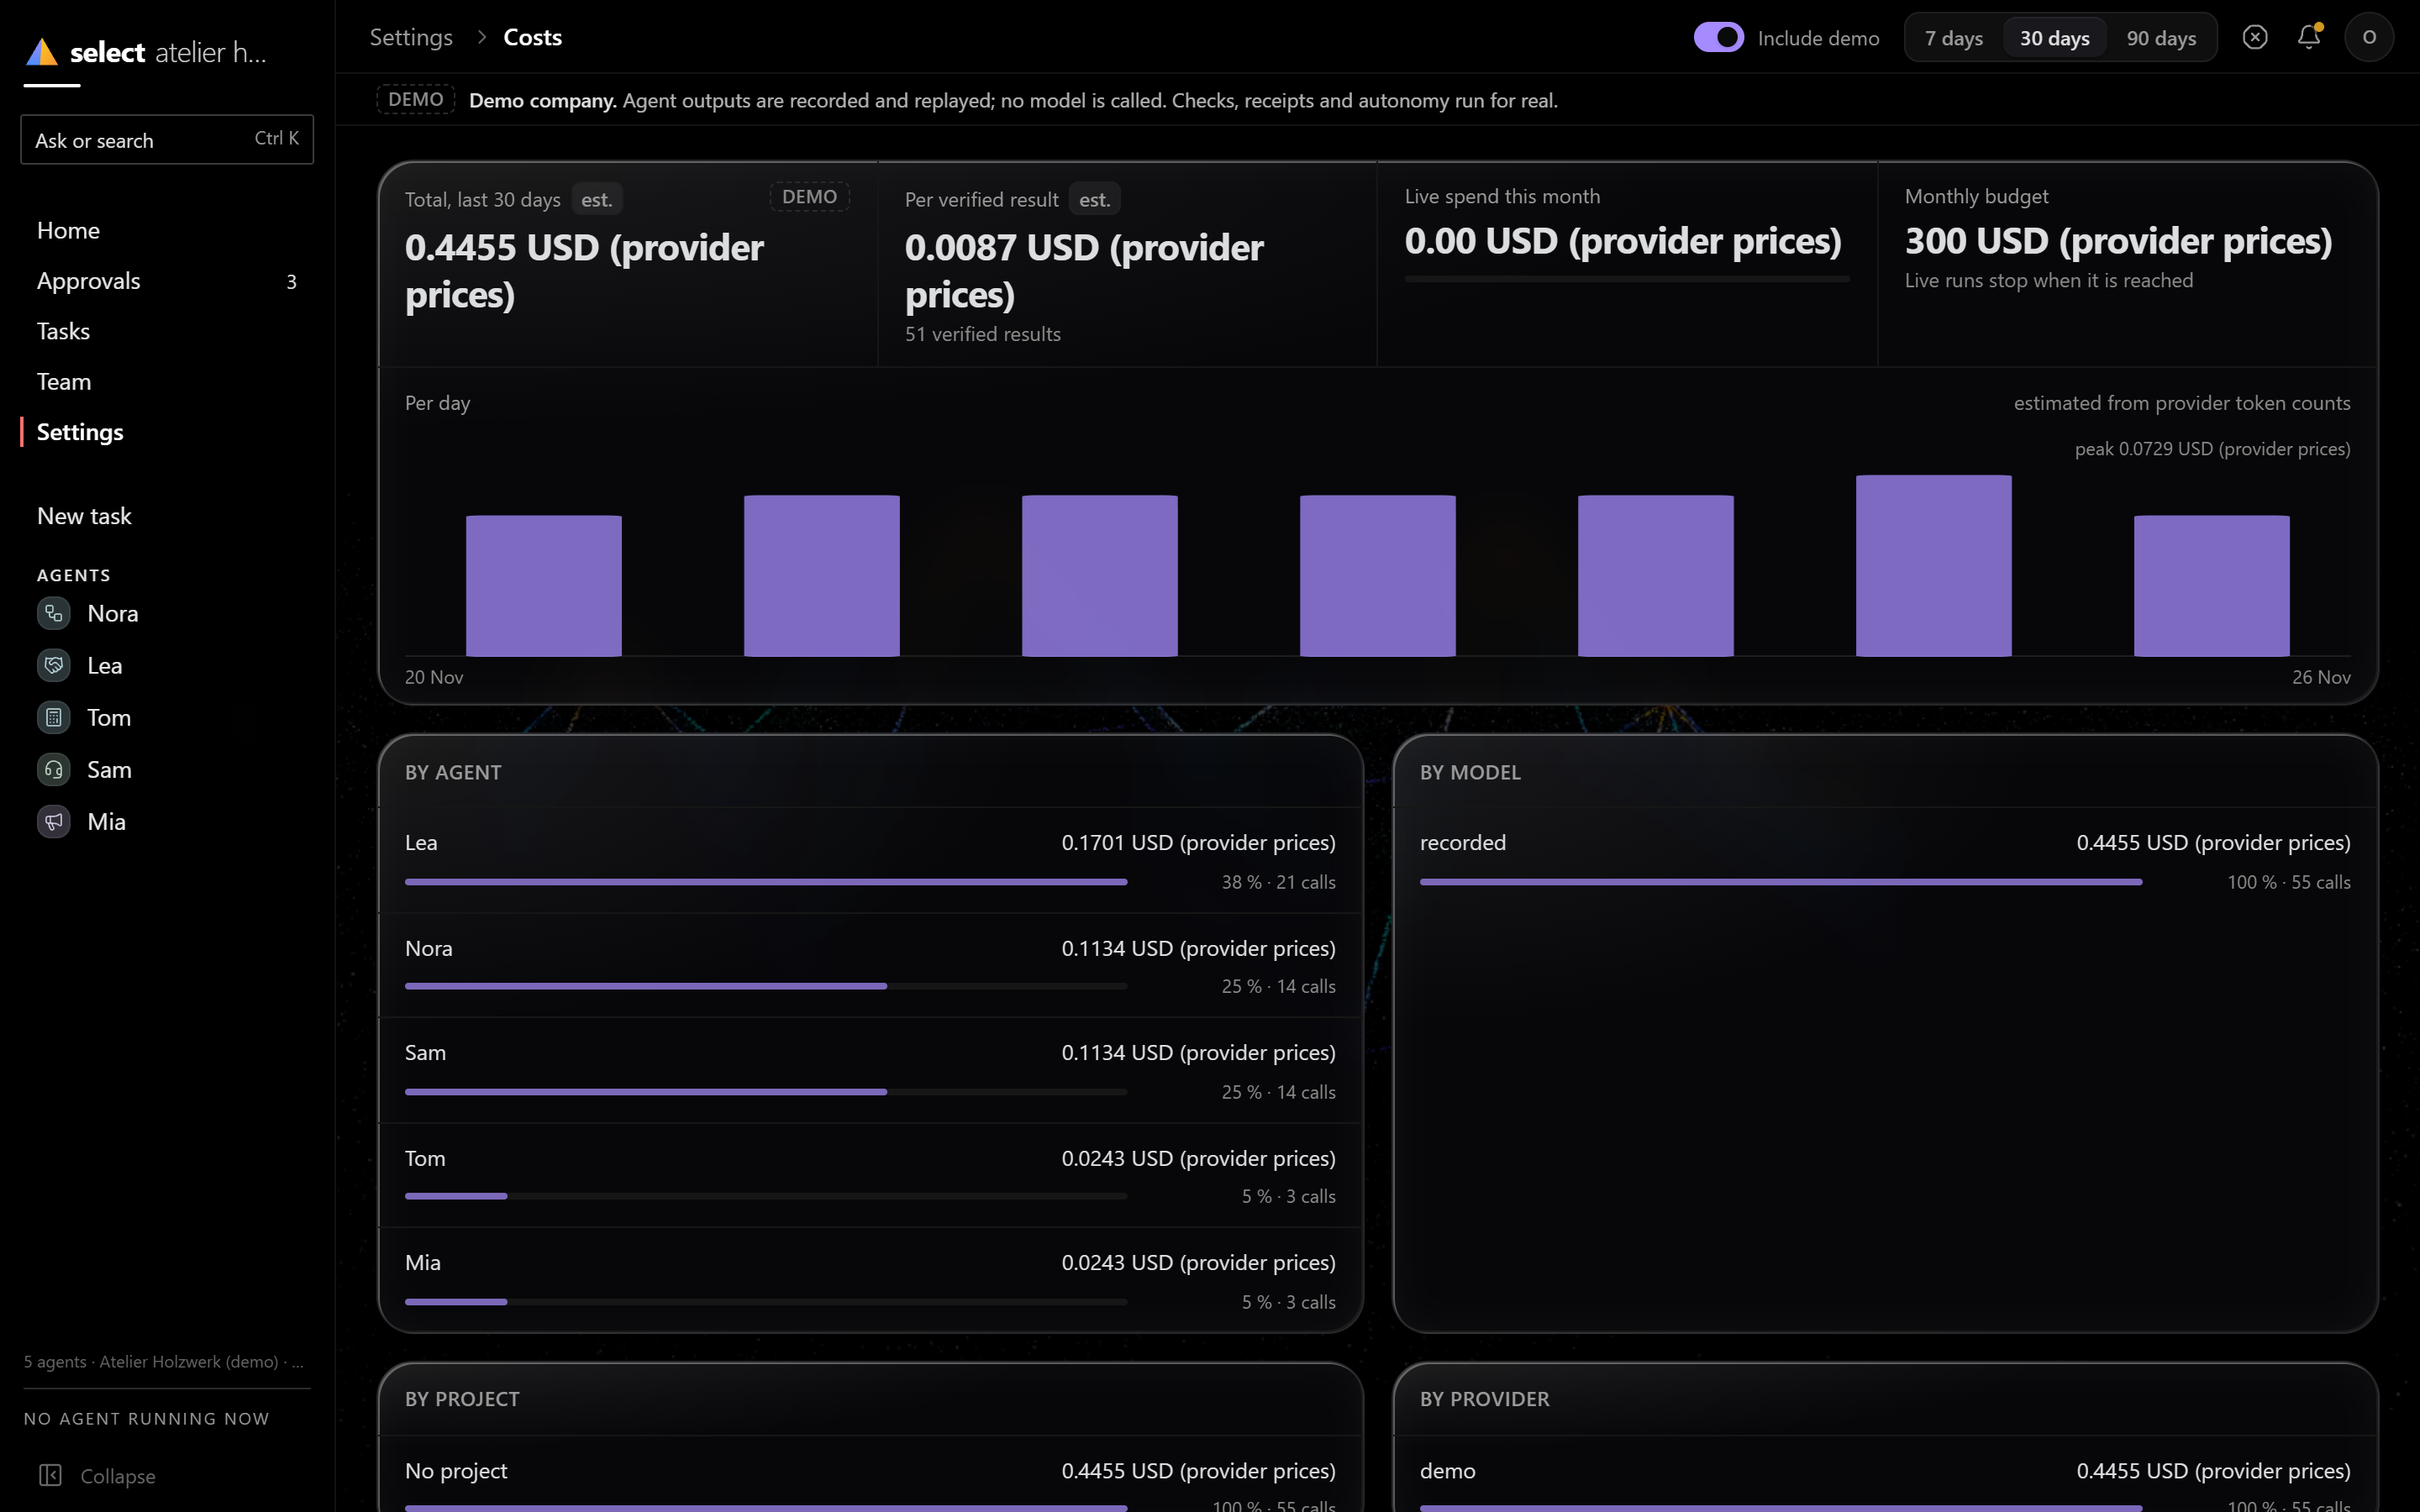 select atelier h...
Ask or search Ctrl K
Home
Approvals 3
Tasks
Team
Settings
New task
AGENTS
Nora
Lea
Tom
Sam
Mia
5 agents · Atelier Holzwerk (demo) · ...
NO AGENT RUNNING NOW
Collapse
Settings > Costs
Include demo
7 days 30 days 90 days
O
DEMO Demo company. Agent outputs are recorded and replayed; no model is called. Checks, receipts and autonomy run for real.
Total, last 30 days est. DEMO
0.4455 USD (provider
prices)
Per verified result est.
0.0087 USD (provider
prices)
51 verified results
Live spend this month
0.00 USD (provider prices)
Monthly budget
300 USD (provider prices)
Live runs stop when it is reached
Per day estimated from provider token counts
peak 0.0729 USD (provider prices)
20 Nov 26 Nov
BY AGENT
Lea 0.1701 USD (provider prices)
38 % · 21 calls
Nora 0.1134 USD (provider prices)
25 % · 14 calls
Sam 0.1134 USD (provider prices)
25 % · 14 calls
Tom 0.0243 USD (provider prices)
5 % · 3 calls
Mia 0.0243 USD (provider prices)
5 % · 3 calls
BY MODEL
recorded 0.4455 USD (provider prices)
100 % · 55 calls
BY PROJECT
No project 0.4455 USD (provider prices)
100 % · 55 calls
BY PROVIDER
demo 0.4455 USD (provider prices)
100 % · 55 calls